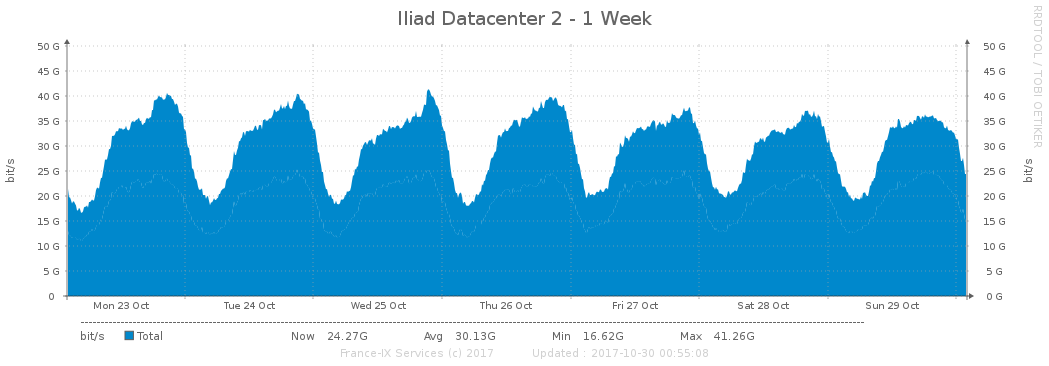 Iliad Datacenter 2 - 1 Week
RRDTOOL / TOBI OETIKER
50 G 50 G
45 G 45 G
40 G 40 G
35 G 35 G
30 G 30 G
25 G 25 G
20 G 20 G
15 G 15 G
10 G 10 G
5 G 5 G
0 0 G
bit/s bit/s
Mon 23 Oct Tue 24 Oct Wed 25 Oct Thu 26 Oct Fri 27 Oct Sat 28 Oct Sun 29 Oct
bit/s Total Now 24.27G Avg 30.13G Min 16.62G Max 41.26G
France-IX Services (c) 2017 Updated : 2017-10-30 00:55:08